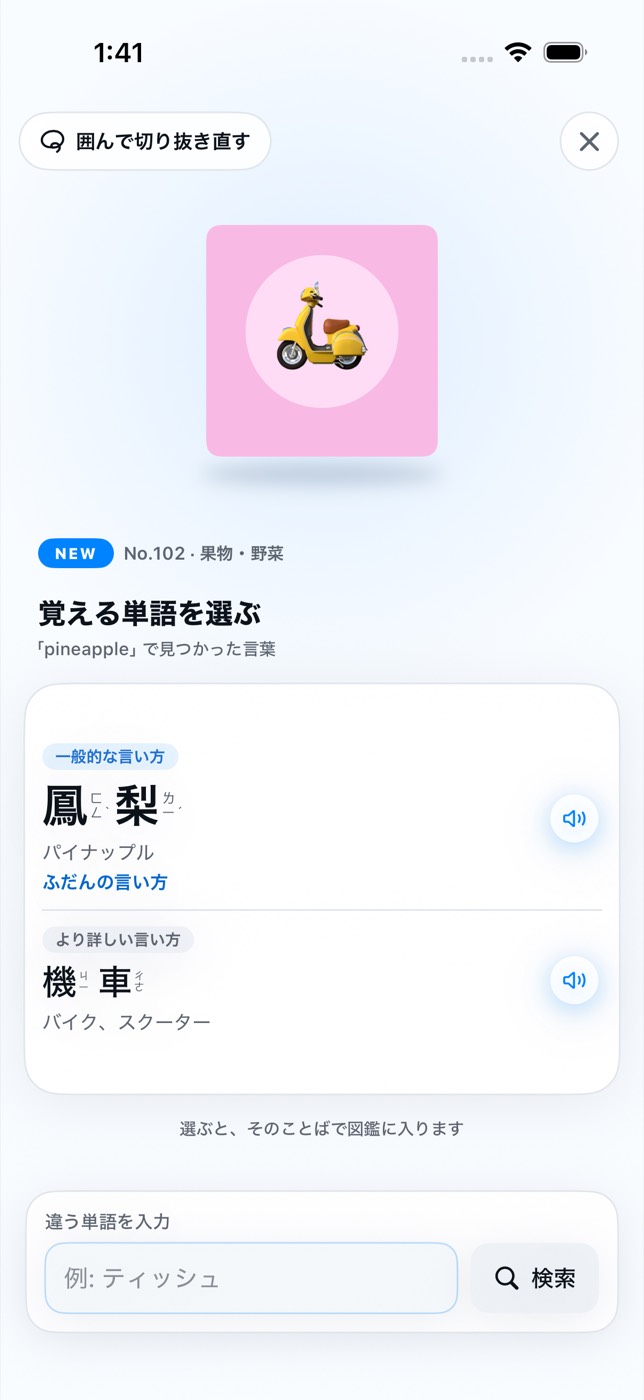 1:41
囲んで切り抜き直す
NEW No.102・果物・野菜
覚える単語を選ぶ
「pineapple」で見つかった言葉
一般的な言い方
鳳ㄈㄥˋ梨ㄌㄧˊ
パイナップル
ふだんの言い方
より詳しい言い方
機ㄐㄧ車ㄔㄜ
バイク、スクーター
選ぶと、そのことばで図鑑に入ります
違う単語を入力
例: ティッシュ
検索